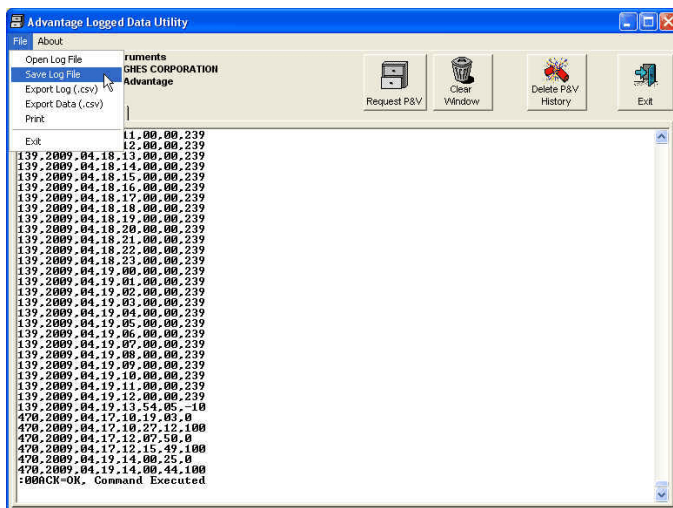 Advantage Logged Data Utility
File About
Open Log File
Save Log File
Export Log (.csv)
Export Data (.csv)
Print
Exit
ruments
GHES CORPORATION
Advantage
Request P&V
Clear
Window
Delete P&V
History
Exit
11,00,00,239
12,00,00,239
139,2009,04,18,13,00,00,239
139,2009,04,18,14,00,00,239
139,2009,04,18,15,00,00,239
139,2009,04,18,16,00,00,239
139,2009,04,18,17,00,00,239
139,2009,04,18,18,00,00,239
139,2009,04,18,19,00,00,239
139,2009,04,18,20,00,00,239
139,2009,04,18,21,00,00,239
139,2009,04,18,22,00,00,239
139,2009,04,18,23,00,00,239
139,2009,04,19,00,00,00,239
139,2009,04,19,01,00,00,239
139,2009,04,19,02,00,00,239
139,2009,04,19,03,00,00,239
139,2009,04,19,04,00,00,239
139,2009,04,19,05,00,00,239
139,2009,04,19,06,00,00,239
139,2009,04,19,07,00,00,239
139,2009,04,19,08,00,00,239
139,2009,04,19,09,00,00,239
139,2009,04,19,10,00,00,239
139,2009,04,19,11,00,00,239
139,2009,04,19,12,00,00,239
139,2009,04,19,13,54,05,-10
470,2009,04,17,10,19,03,0
470,2009,04,17,10,27,12,100
470,2009,04,17,12,07,50,0
470,2009,04,17,12,15,49,100
470,2009,04,19,14,00,25,0
470,2009,04,19,14,00,44,100
:00ACK=OK, Command Executed